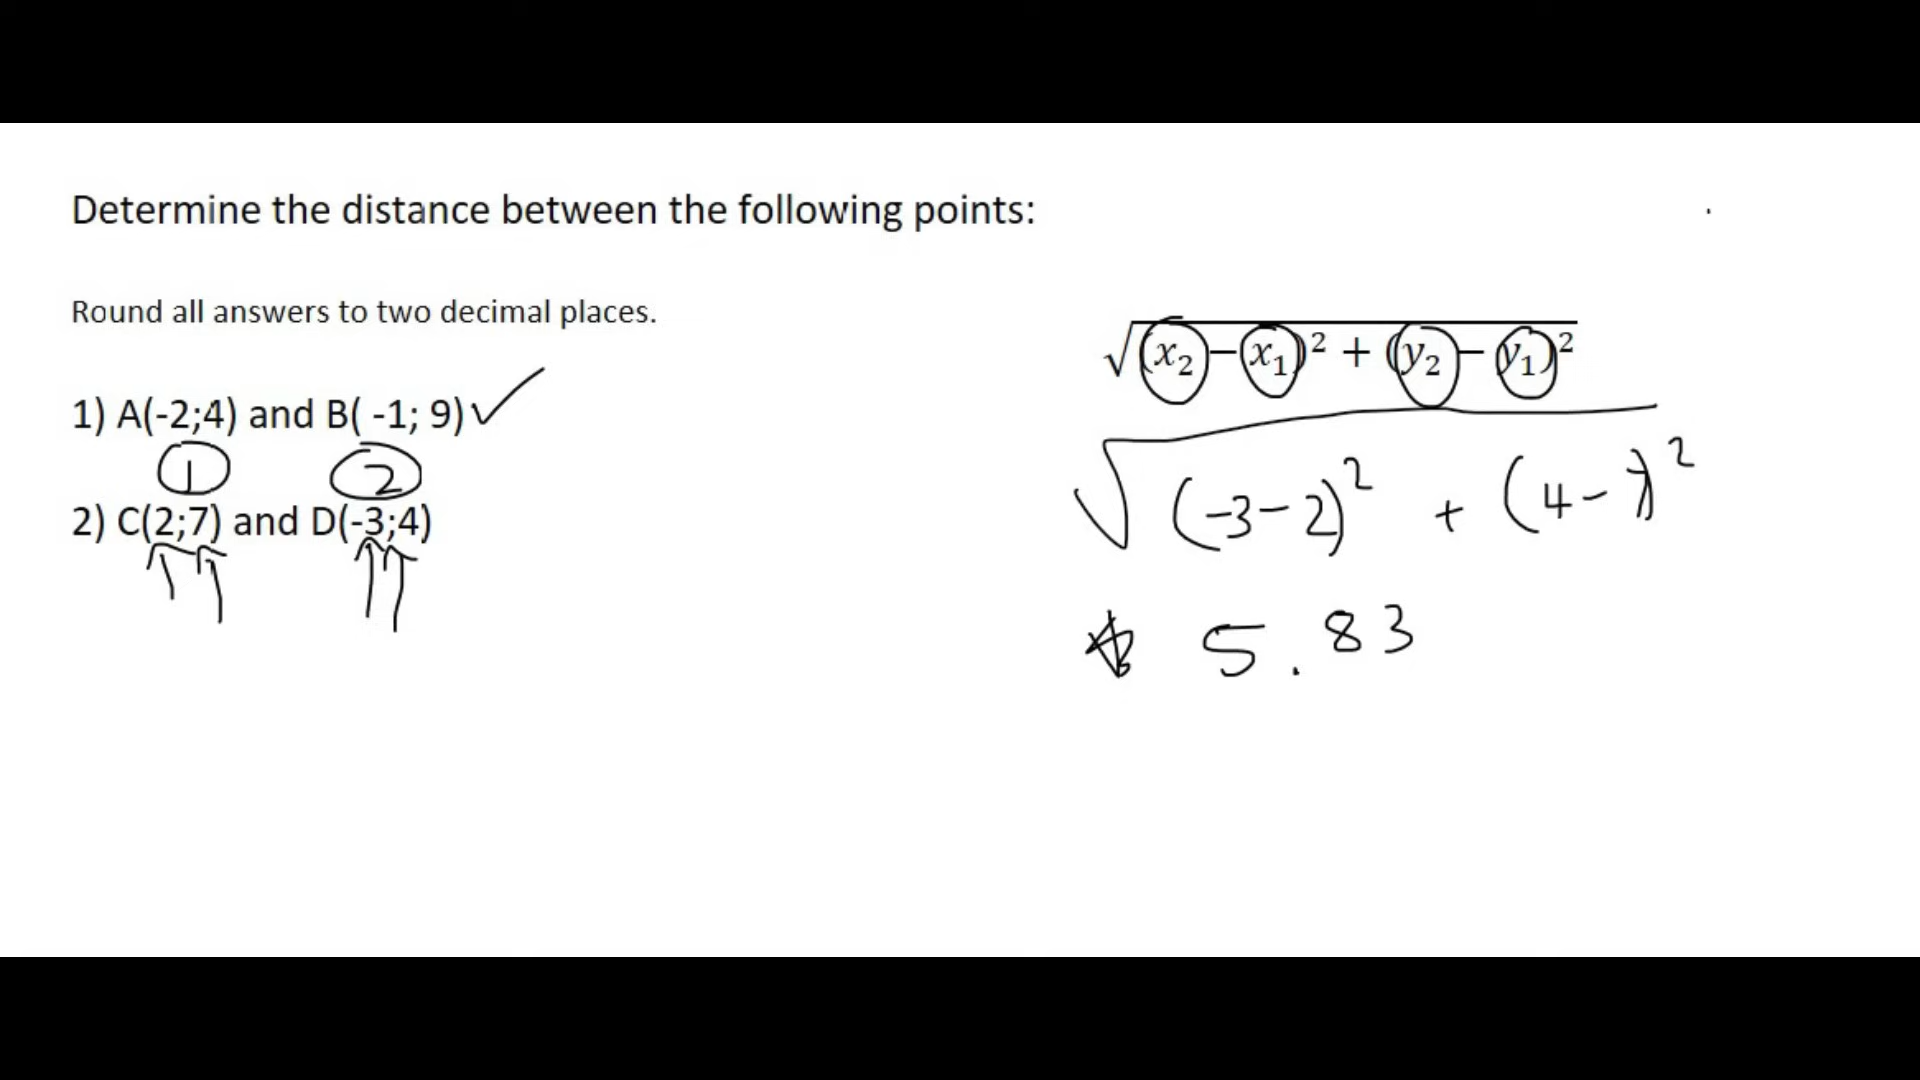 Determine the distance between the following points:
Round all answers to two decimal places.
1) A(-2;4) and B( -1; 9)
1 2
2) C(2;7) and D(-3;4)
√(x₂−x₁)² + (y₂− y₁)²
√(-3-2)² + (4-7)²
5.83